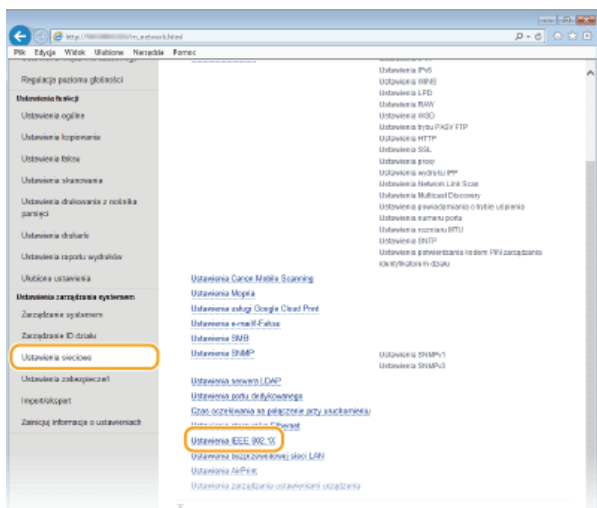 http://
/m_network.html
Plik Edycja Widok Ulubione Narzędzia Pomoc
Regulacja poziomu głośności
Ustawienia funkcji
Ustawienia ogólne
Ustawienia kopiowania
Ustawienia faksu
Ustawienia skanowania
Ustawienia drukowania z nośnika
pamięci
Ustawienia drukarki
Ustawienia raportu wydruków
Ulubione ustawienia
Ustawienia zarządzania systemem
Zarządzanie systemem
Zarządzanie ID działu
Ustawienia sieciowe
Ustawienia zabezpieczeń
Import/eksport
Zainicjuj informacje o ustawieniach
Ustawienia IPv6
Ustawienia WINS
Ustawienia LPD
Ustawienia RAW
Ustawienia WSD
Ustawienia trybu PASV FTP
Ustawienia HTTP
Ustawienia SSL
Ustawienia proxy
Ustawienia wydruku IPP
Ustawienia Network Link Scan
Ustawienia Multicast Discovery
Ustawienia powiadamiania o trybie uśpienia
Ustawienia numeru portu
Ustawienia rozmiaru MTU
Ustawienia SNTP
Ustawienia potwierdzania kodem PIN zarządzania
identyfikatorem działu
Ustawienia Canon Mobile Scanning
Ustawienia Mopria
Ustawienia usługi Google Cloud Print
Ustawienia e-mail/I-Faksu
Ustawienia SMB
Ustawienia SNMP
Ustawienia SNMPv1
Ustawienia SNMPv3
Ustawienia serwera LDAP
Ustawienia portu dedykowanego
Czas oczekiwania na połączenie przy uruchomieniu
Ustawienia sterownika Ethernet
Ustawienia IEEE 802.1X
Ustawienia bezprzewodowej sieci LAN
Ustawienia AirPrint
Ustawienia zarządzania ustawieniami urządzenia